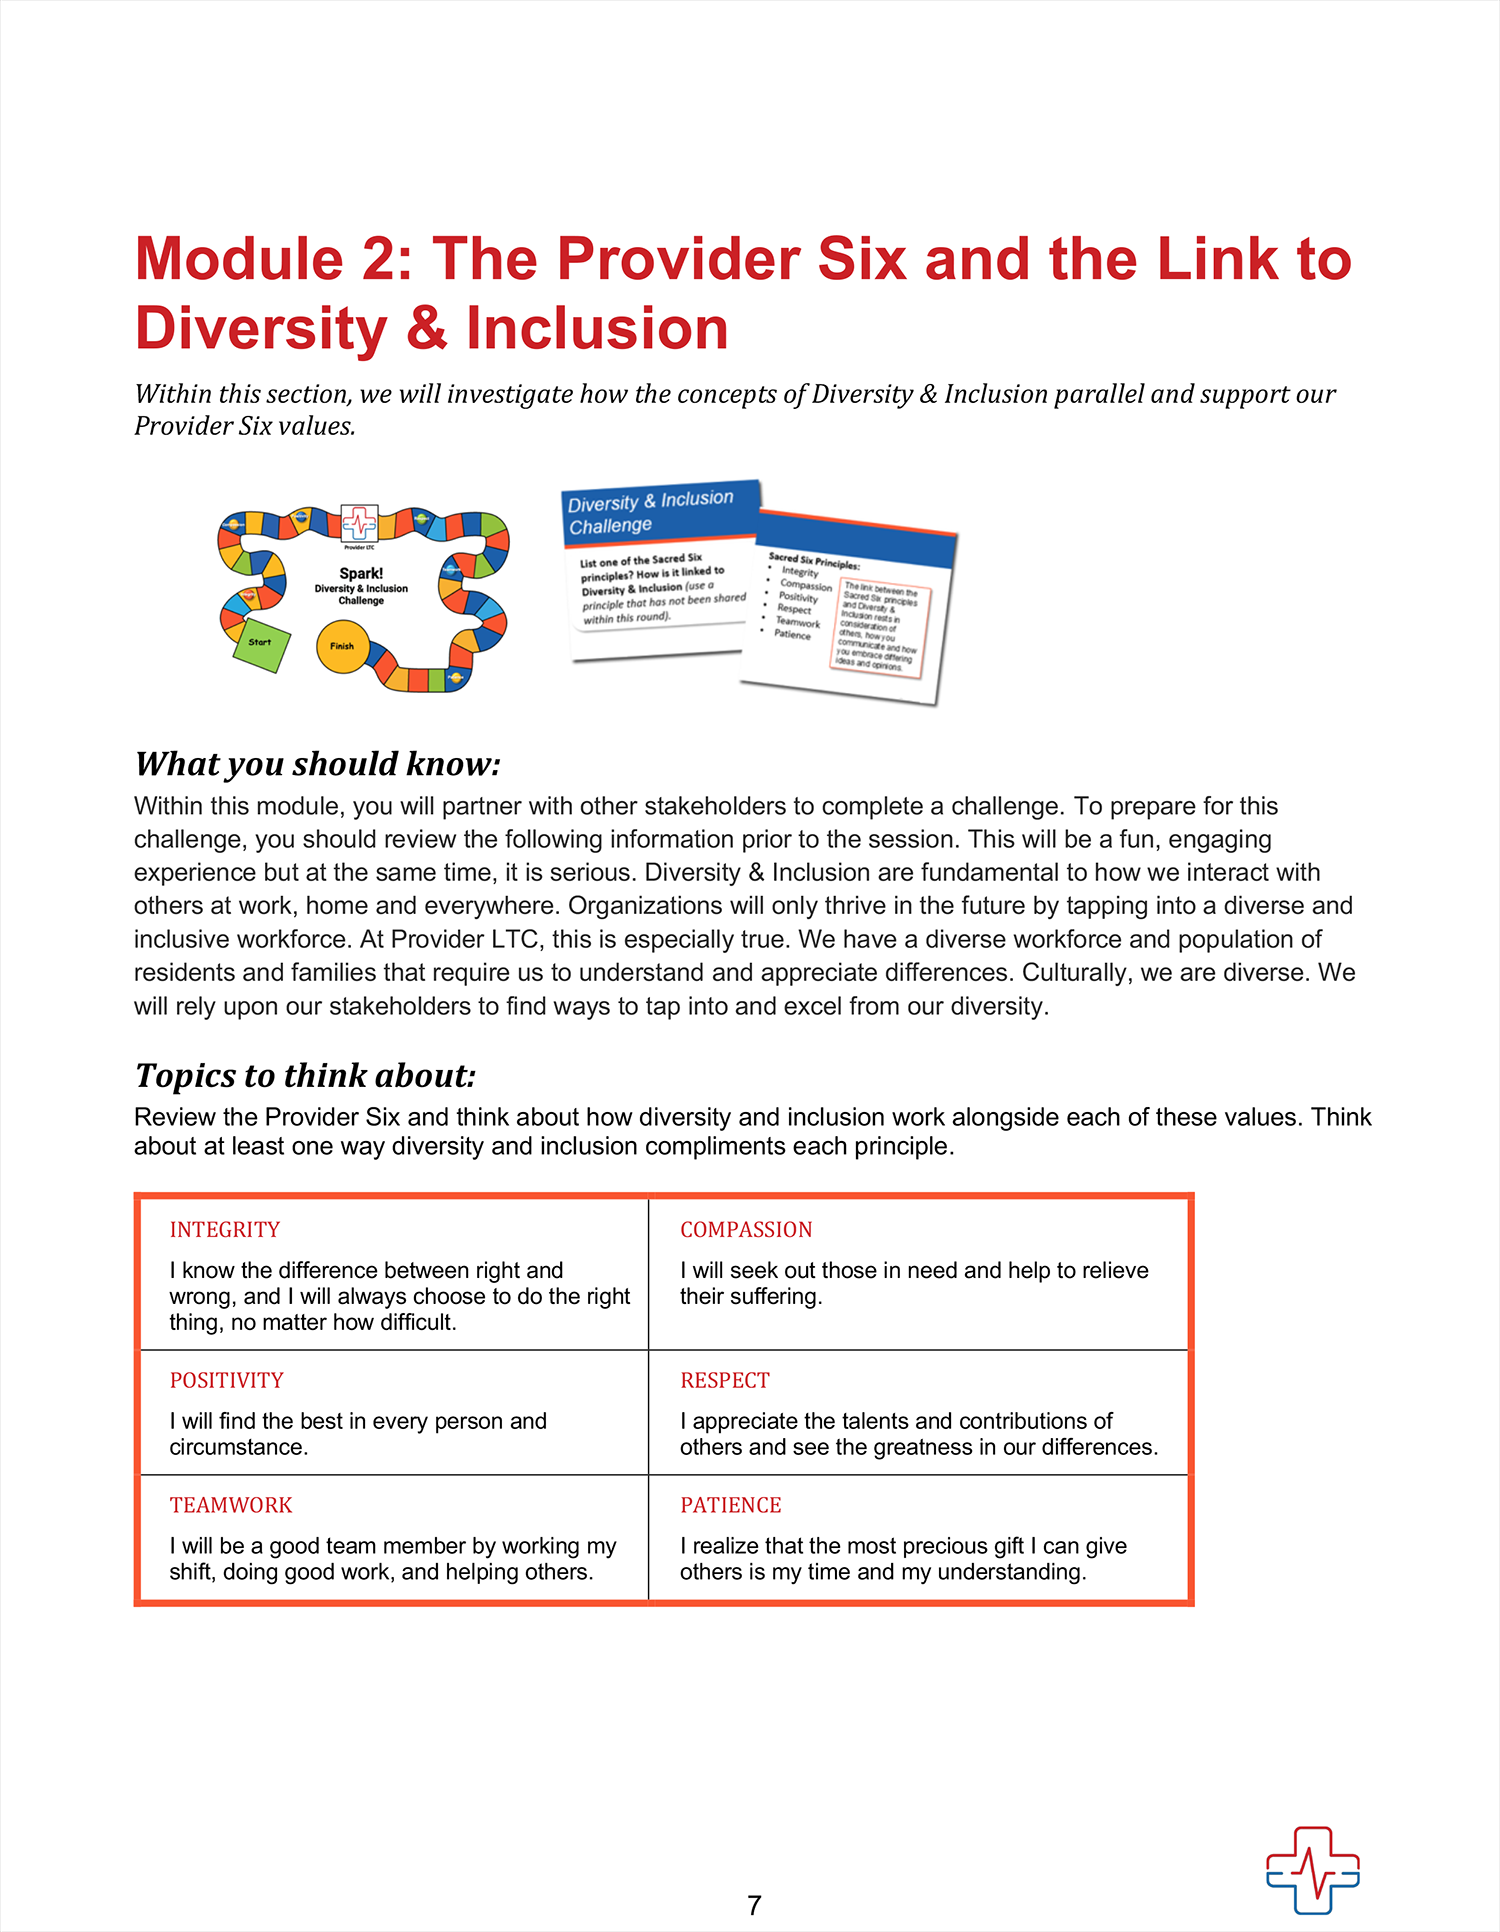 Module 2: The Provider Six and the Link to
Diversity & Inclusion
Within this section, we will investigate how the concepts of Diversity & Inclusion parallel and support our
Provider Six values.
Provider LTC
Spark!
Diversity & Inclusion
Challenge
Start
Finish
Diversity & Inclusion
Challenge
List one of the Sacred Six
principles? How is it linked to
Diversity & Inclusion (use a
principle that has not been shared
within this round).
Sacred Six Principles:
• Integrity
• Compassion
• Positivity
• Respect
• Teamwork
• Patience
The link between the
Sacred Six principles
and Diversity &
Inclusion rests in
consideration of
others, how you
communicate and how
you embrace differing
ideas and opinions.
What you should know:
Within this module, you will partner with other stakeholders to complete a challenge. To prepare for this
challenge, you should review the following information prior to the session. This will be a fun, engaging
experience but at the same time, it is serious. Diversity & Inclusion are fundamental to how we interact with
others at work, home and everywhere. Organizations will only thrive in the future by tapping into a diverse and
inclusive workforce. At Provider LTC, this is especially true. We have a diverse workforce and population of
residents and families that require us to understand and appreciate differences. Culturally, we are diverse. We
will rely upon our stakeholders to find ways to tap into and excel from our diversity.
Topics to think about:
Review the Provider Six and think about how diversity and inclusion work alongside each of these values. Think
about at least one way diversity and inclusion compliments each principle.
INTEGRITY
I know the difference between right and
wrong, and I will always choose to do the right
thing, no matter how difficult.
COMPASSION
I will seek out those in need and help to relieve
their suffering.
POSITIVITY
I will find the best in every person and
circumstance.
RESPECT
I appreciate the talents and contributions of
others and see the greatness in our differences.
TEAMWORK
I will be a good team member by working my
shift, doing good work, and helping others.
PATIENCE
I realize that the most precious gift I can give
others is my time and my understanding.
7